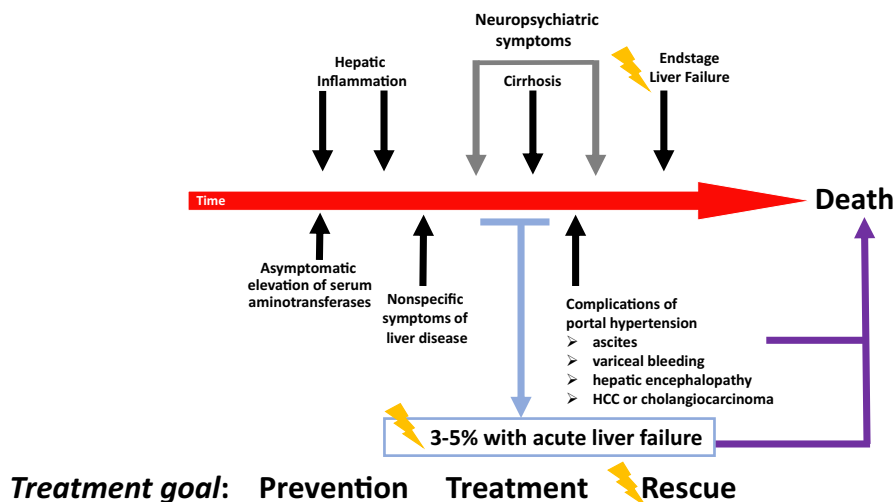 Neuropsychiatric
symptoms
Hepatic
Inflammation
Cirrhosis
Endstage
Liver Failure
Time
Death
Asymptomatic
elevation of serum
aminotransferases
Nonspecific
symptoms of
liver disease
Complications of
portal hypertension
➢ ascites
➢ variceal bleeding
➢ hepatic encephalopathy
➢ HCC or cholangiocarcinoma
3-5% with acute liver failure
Treatment goal: Prevention Treatment Rescue